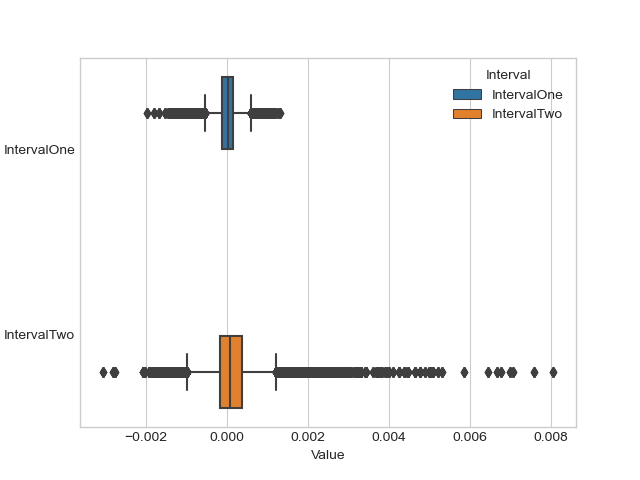 Interval
IntervalOne
IntervalTwo
IntervalOne
IntervalTwo
−0.002 0.000 0.002 0.004 0.006 0.008
Value